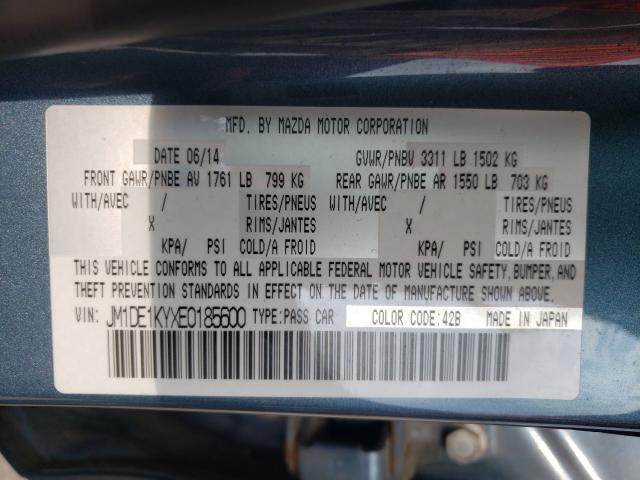 MFD. BY MAZDA MOTOR CORPORATION
DATE 06/14 GVWR/PNBV 3311 LB 1502 KG
FRONT GAWR/PNBE AV 1761 LB 799 KG REAR GAWR/PNBE AR 1550 LB 703 KG
WITH/AVEC / TIRES/PNEUS WITH/AVEC / TIRES/PNEUS
X RIMS/JANTES X RIMS/JANTES
KPA/ PSI COLD/A FROID KPA/ PSI COLD/A FROID
THIS VEHICLE CONFORMS TO ALL APPLICABLE FEDERAL MOTOR VEHICLE SAFETY, BUMPER, AND
THEFT PREVENTION STANDARDS IN EFFECT ON THE DATE OF MANUFACTURE SHOWN ABOVE.
VIN: JM1DE1KYXE0185600 TYPE:PASS CAR COLOR CODE:42B MADE IN JAPAN